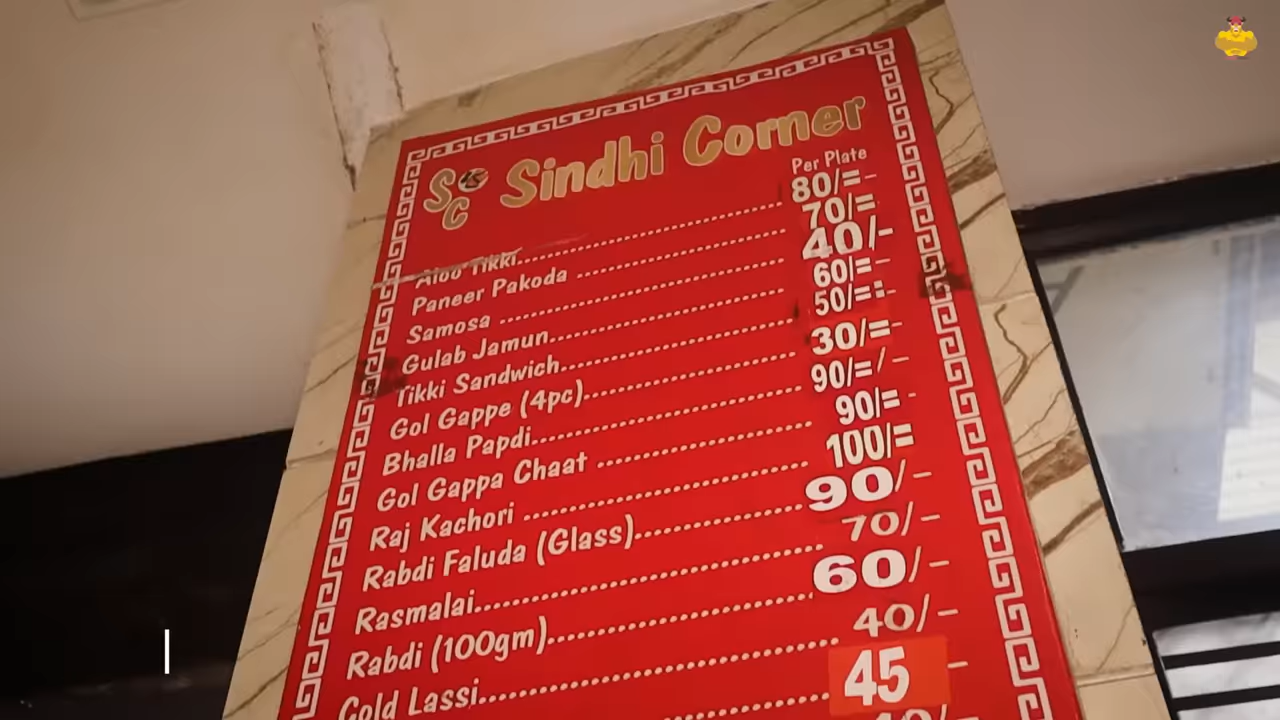 SC Sindhi Corner
Per Plate
Aloo Tikki.......... 80/=-
Paneer Pakoda .......... 70/=
Samosa .......... 40/-
Gulab Jamun.......... 60/=-
Tikki Sandwich.......... 50/=-
Gol Gappe (4pc).......... 30/=-
Bhalla Papdi.......... 90/=/-
Gol Gappa Chaat .......... 90/=-
Raj Kachori .......... 100/=
Rabdi Faluda (Glass).......... 90/-
Rasmalai.......... 70/-
Rabdi (100gm).......... 60/-
Cold Lassi.......... 40/-
45 -